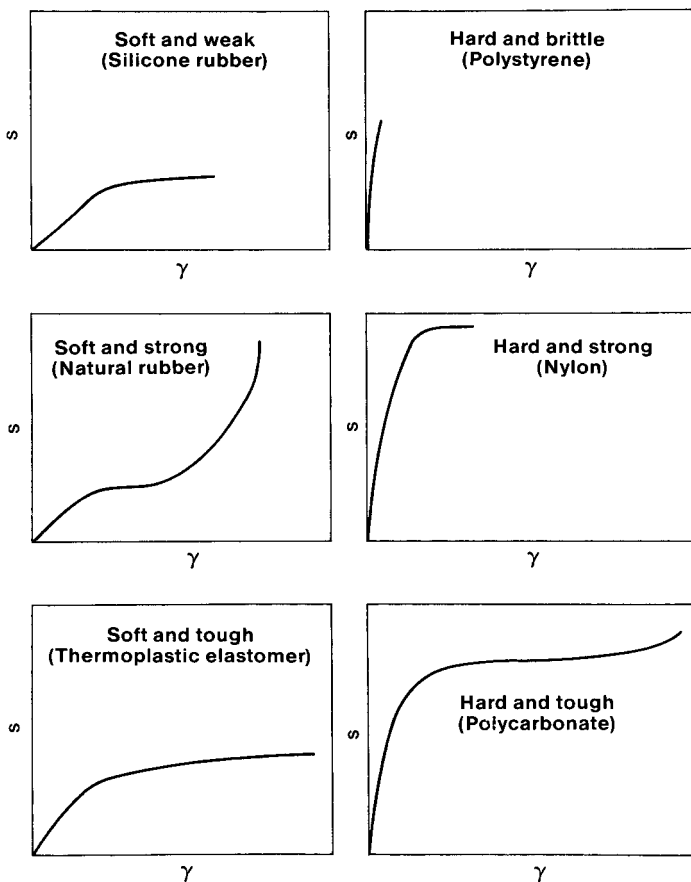 Soft and weak
(Silicone rubber)
s
γ
Hard and brittle
(Polystyrene)
s
γ
Soft and strong
(Natural rubber)
s
γ
Hard and strong
(Nylon)
s
γ
Soft and tough
(Thermoplastic elastomer)
s
γ
Hard and tough
(Polycarbonate)
s
γ